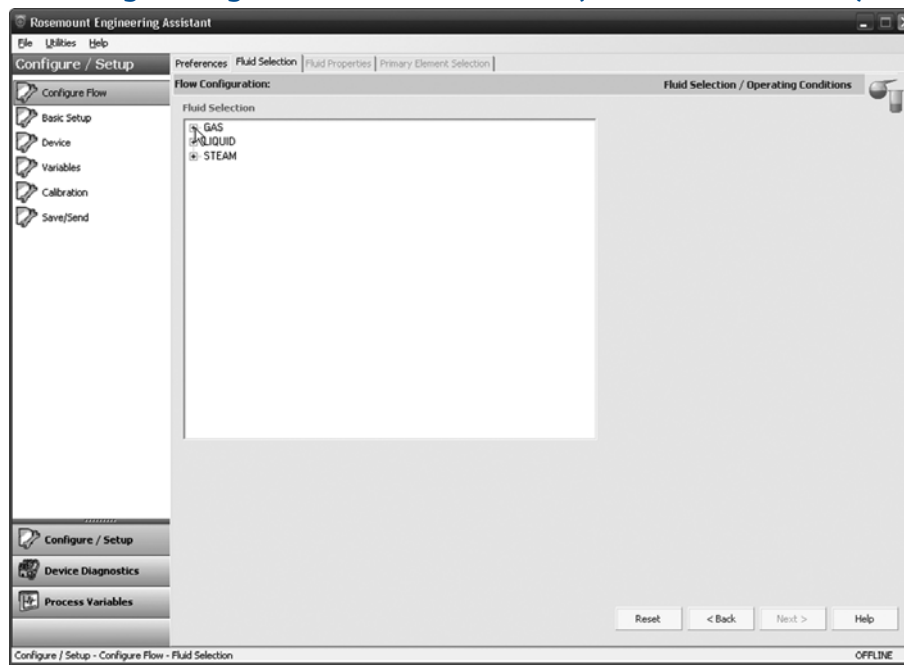 Rosemount Engineering Assistant
File Utilities Help
Configure / Setup
Preferences Fluid Selection Fluid Properties Primary Element Selection
Configure Flow
Basic Setup
Device
Variables
Calibration
Save/Send
Flow Configuration:
Fluid Selection / Operating Conditions
Fluid Selection
GAS
LIQUID
STEAM
Configure / Setup
Device Diagnostics
Process Variables
Reset < Back Next > Help
Configure / Setup - Configure Flow - Fluid Selection
OFFLINE